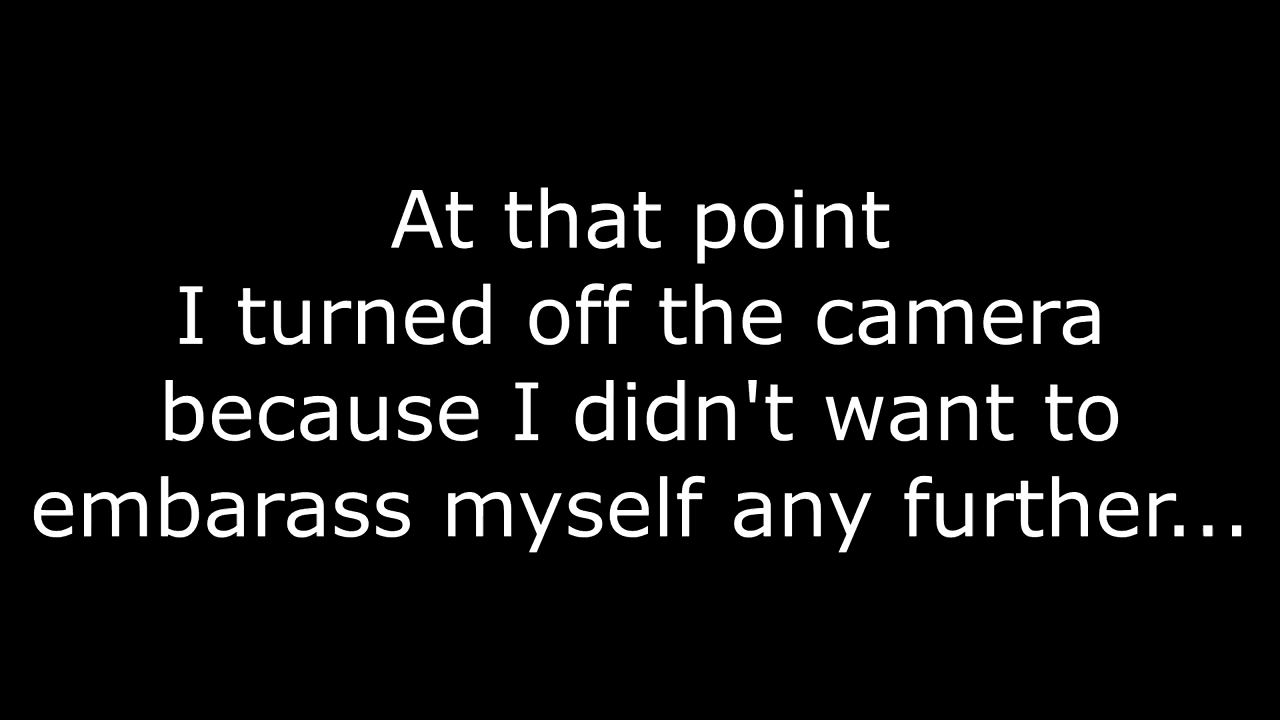 At that point
I turned off the camera
because I didn't want to
embarass myself any further...